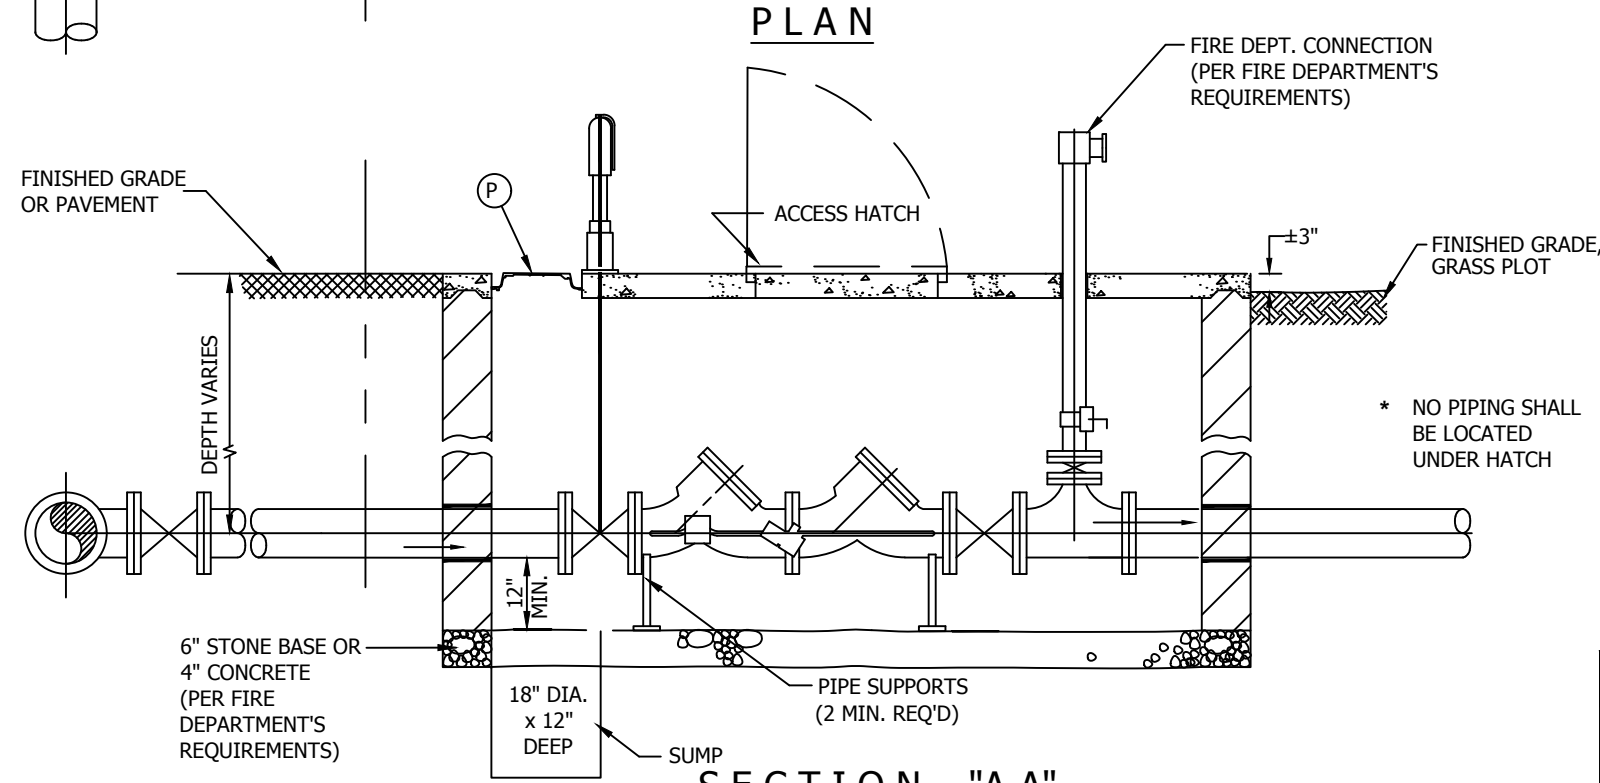 PLAN
FIRE DEPT. CONNECTION
(PER FIRE DEPARTMENT'S
REQUIREMENTS)
FINISHED GRADE
OR PAVEMENT
P
ACCESS HATCH
±3"
FINISHED GRADE,
GRASS PLOT
DEPTH VARIES
* NO PIPING SHALL
BE LOCATED
UNDER HATCH
12"
MIN.
6" STONE BASE OR
4" CONCRETE
(PER FIRE
DEPARTMENT'S
REQUIREMENTS)
18" DIA.
x 12"
DEEP
PIPE SUPPORTS
(2 MIN. REQ'D)
SUMP
SECTION "AA"